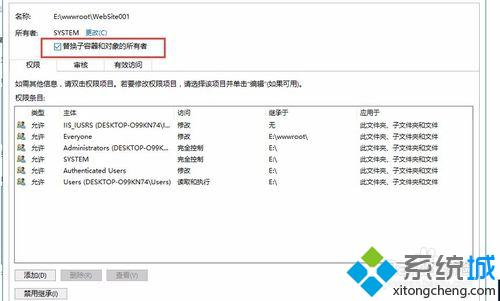 名称: E:\wwwroot\WebSite001
所有者: SYSTEM 更改(C)
替换子容器和对象的所有者
权限 审核 有效访问
如需其他信息，请双击权限项目。若要修改权限项目，请选择该项目并单击"编辑"(如果可用)。
权限条目:
类型 主体 访问 继承于 应用于
允许 IIS_IUSRS (DESKTOP-O99KN74\IIS_IUSRS) 修改 无 此文件夹、子文件夹和文件
允许 Everyone 修改 E:\wwwroot\ 此文件夹、子文件夹和文件
允许 Administrators (DESKTOP-O99KN74\Admini... 完全控制 E:\ 此文件夹、子文件夹和文件
允许 SYSTEM 完全控制 E:\ 此文件夹、子文件夹和文件
允许 Authenticated Users 修改 E:\ 此文件夹、子文件夹和文件
允许 Users (DESKTOP-O99KN74\Users) 读取和执行 E:\ 此文件夹、子文件夹和文件
添加(D) 删除(R) 查看(V)
禁用继承(I)
系统城
xitongcheng.com